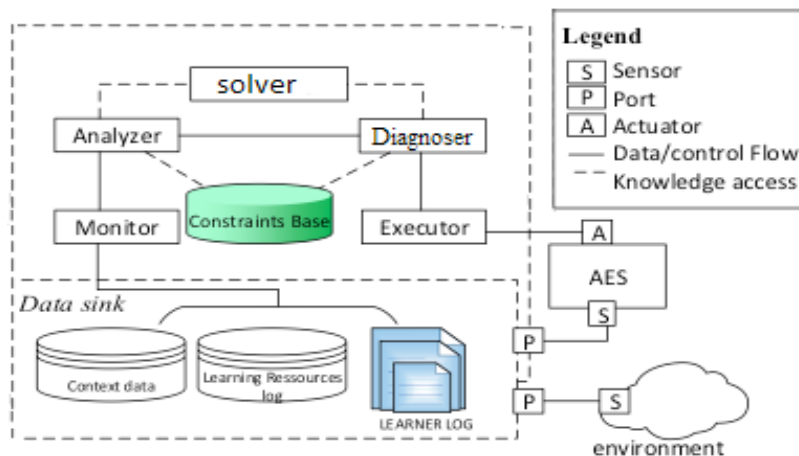 solver
Analyzer
Diagnoser
Constraints Base
Monitor
Executor
Data sink
Context data
Learning Ressources
log
LEARNER LOG
Legend
S Sensor
P Port
A Actuator
Data/control Flow
Knowledge access
A
AES
S
P
P
S
environment